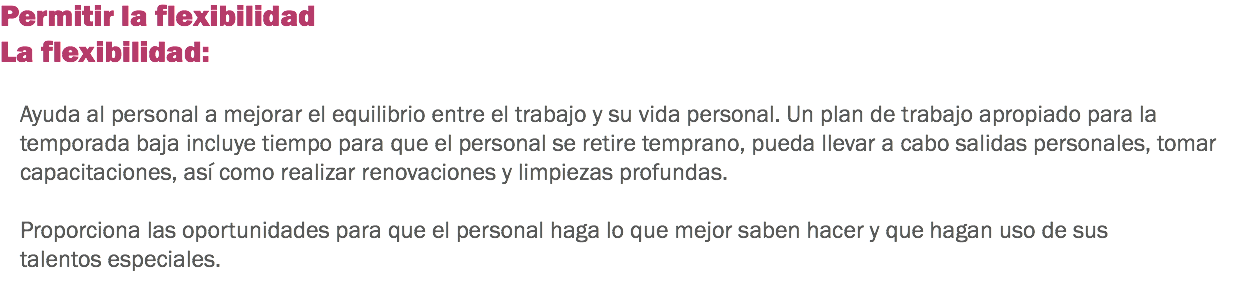 Permitir la flexibilidad
La flexibilidad:
Ayuda al personal a mejorar el equilibrio entre el trabajo y su vida personal. Un plan de trabajo apropiado para la
temporada baja incluye tiempo para que el personal se retire temprano, pueda llevar a cabo salidas personales, tomar
capacitaciones, así como realizar renovaciones y limpiezas profundas.
Proporciona las oportunidades para que el personal haga lo que mejor saben hacer y que hagan uso de sus
talentos especiales.